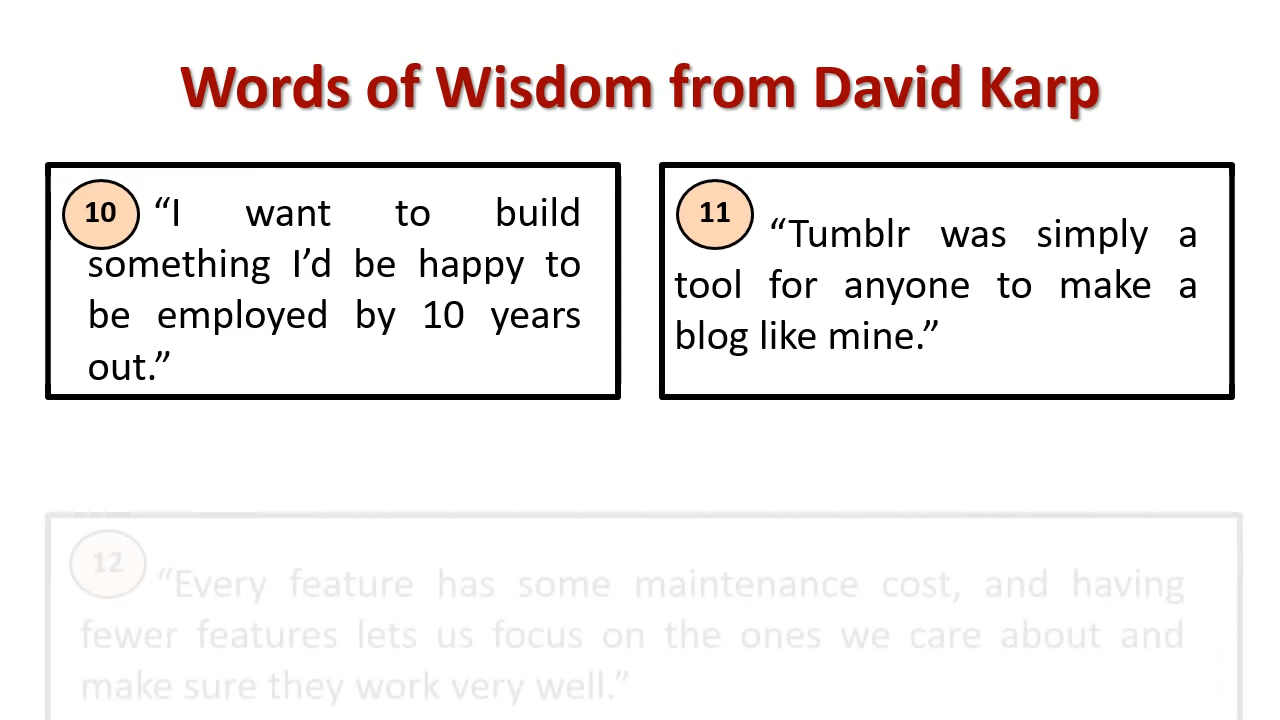 Words of Wisdom from David Karp
10
“I want to build
something I’d be happy to
be employed by 10 years
out.”
11
“Tumblr was simply a
tool for anyone to make a
blog like mine.”
12
“Every feature has some maintenance cost, and having
fewer features lets us focus on the ones we care about and
make sure they work very well.”